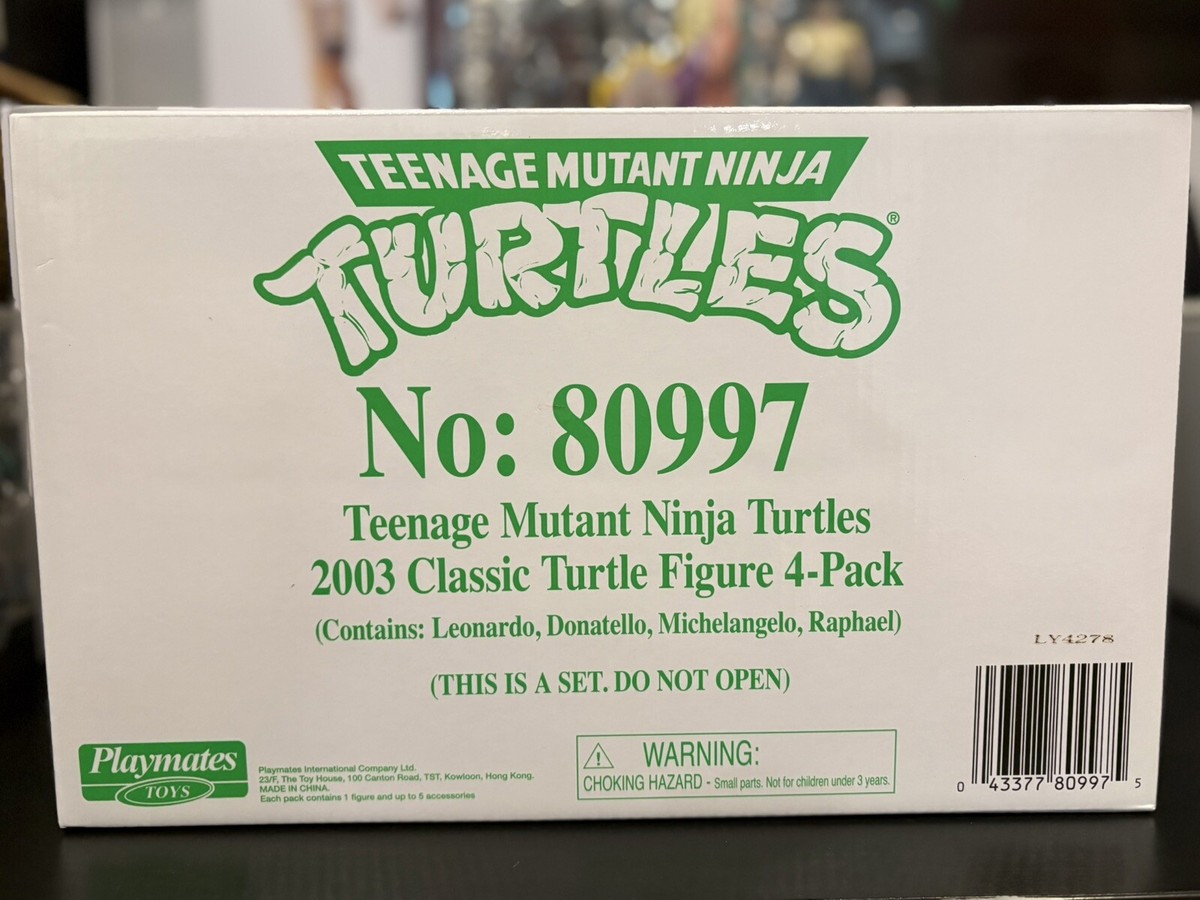 TEENAGE MUTANT NINJA
TURTLES®
No: 80997
Teenage Mutant Ninja Turtles
2003 Classic Turtle Figure 4-Pack
(Contains: Leonardo, Donatello, Michelangelo, Raphael)
(THIS IS A SET. DO NOT OPEN)
LY4278
Playmates
TOYS
Playmates International Company Ltd.
23/F, The Toy House, 100 Canton Road, TST, Kowloon, Hong Kong.
MADE IN CHINA.
Each pack contains 1 figure and up to 5 accessories
WARNING:
CHOKING HAZARD - Small parts. Not for children under 3 years.
0 43377 80997 5